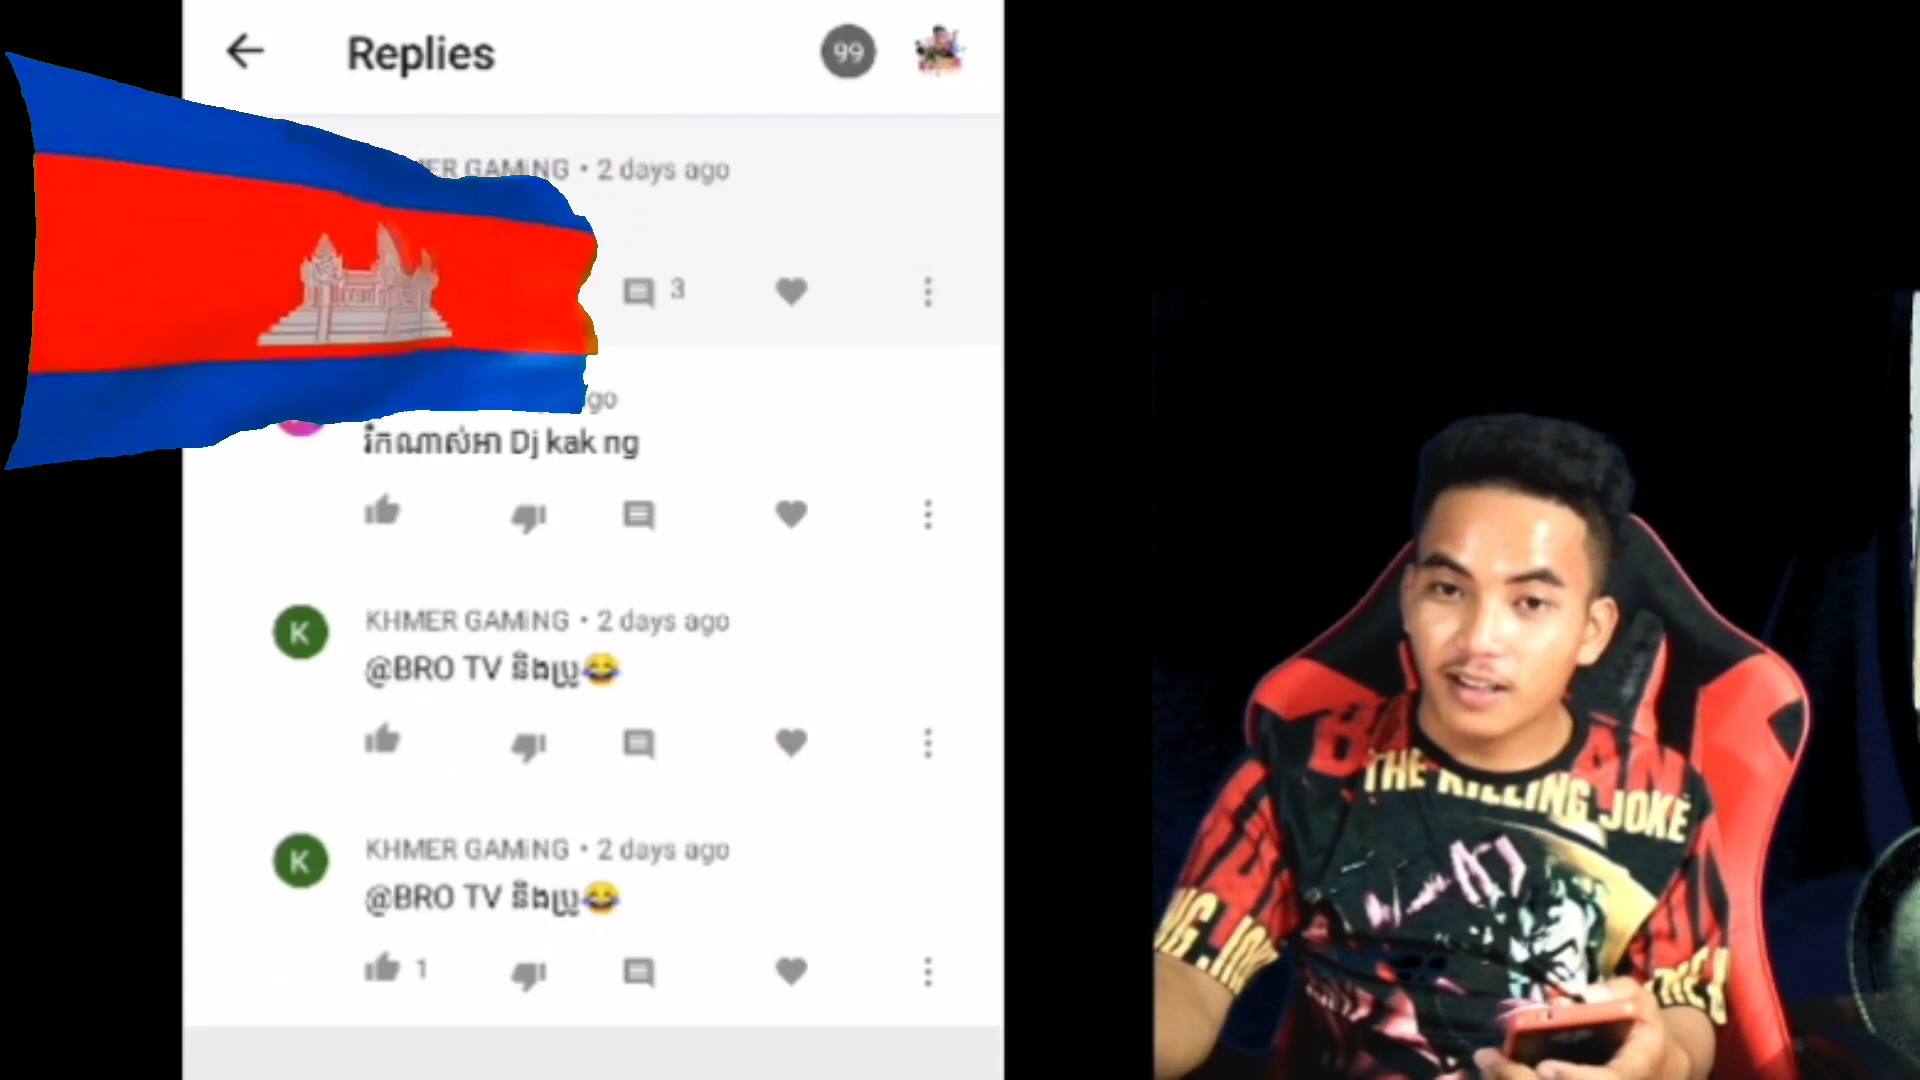 Replies
99
GAMiNG • 2 days ago
3
ago
រឹកណាស់អា Dj kak ng
K
KHMER GAMiNG • 2 days ago
@BRO TV និងប្រូ😂
K
KHMER GAMiNG • 2 days ago
@BRO TV និងប្រូ😂
1
THE KILLING JOKE